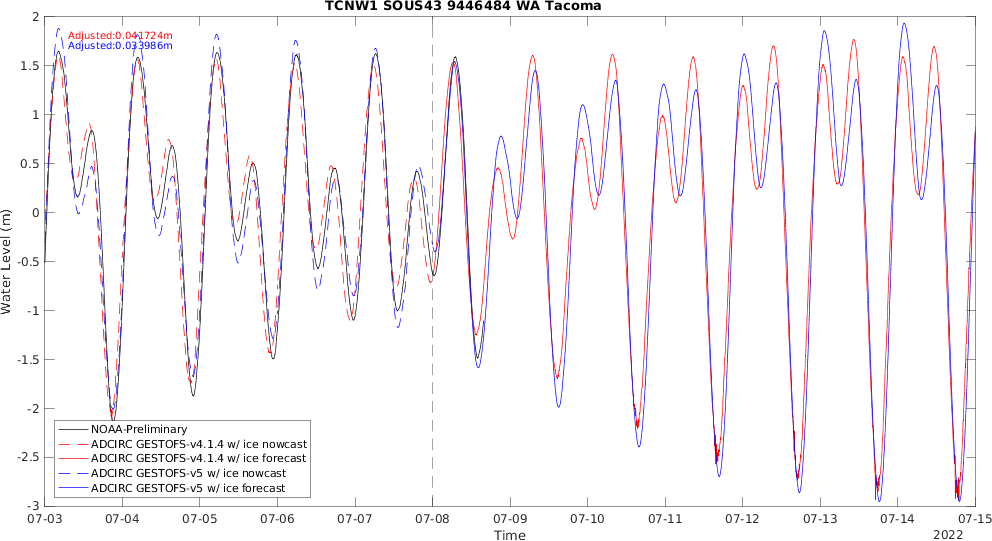 TCNW1 SOUS43 9446484 WA Tacoma
Adjusted:0.041724m
Adjusted:0.033986m
2
1.5
1
0.5
0
-0.5
-1
-1.5
-2
-2.5
-3
Water Level (m)
NOAA-Preliminary
ADCIRC GESTOFS-v4.1.4 w/ ice nowcast
ADCIRC GESTOFS-v4.1.4 w/ ice forecast
ADCIRC GESTOFS-v5 w/ ice nowcast
ADCIRC GESTOFS-v5 w/ ice forecast
07-03 07-04 07-05 07-06 07-07 07-08 07-09 07-10 07-11 07-12 07-13 07-14 07-15
Time
2022